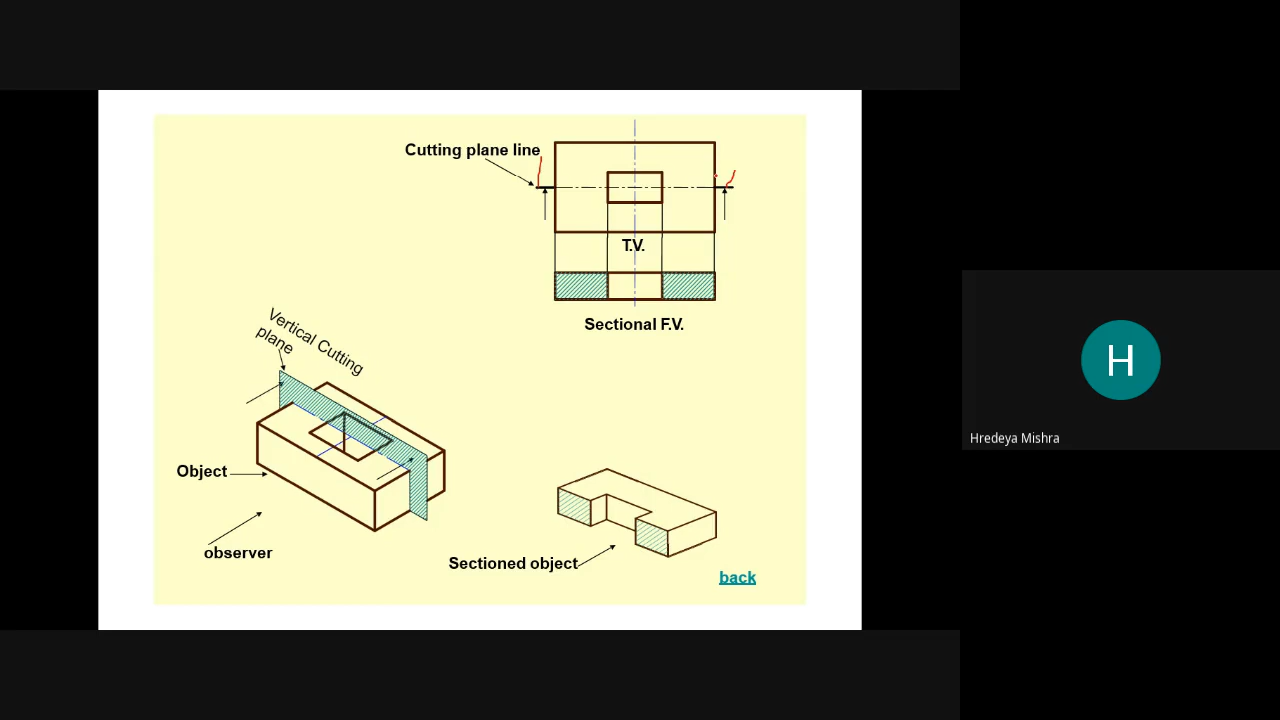 Cutting plane line
T.V.
Sectional F.V.
Vertical Cutting
plane
Object
observer
Sectioned object
back
H
Hredeya Mishra